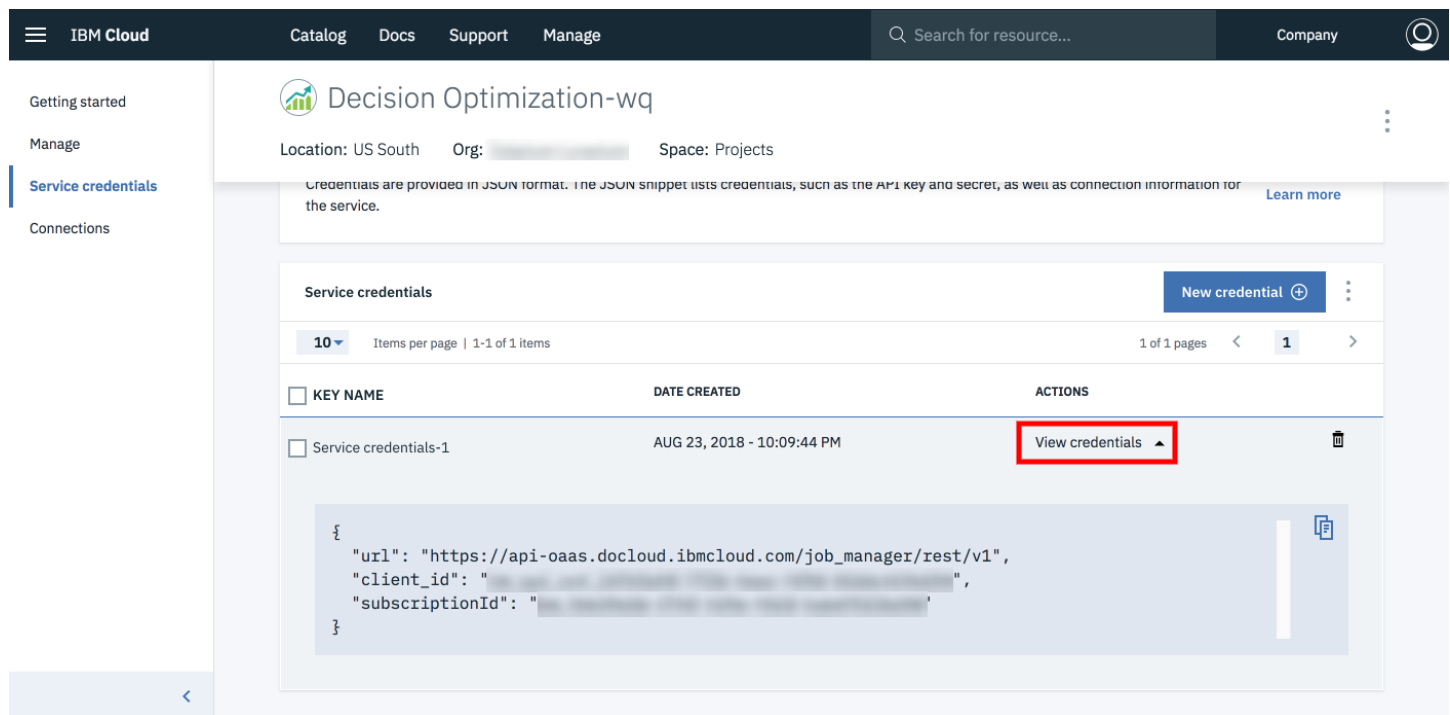 IBM Cloud Catalog Docs Support Manage Search for resource... Company
Getting started
Manage
Service credentials
Connections
Decision Optimization-wq
Location: US South Org: Space: Projects
Credentials are provided in JSON format. The JSON snippet lists credentials, such as the API key and secret, as well as connection information for
the service.
Learn more
Service credentials New credential
10 Items per page | 1-1 of 1 items 1 of 1 pages 1
KEY NAME DATE CREATED ACTIONS
Service credentials-1 AUG 23, 2018 - 10:09:44 PM View credentials
{
"url": "https://api-oaas.docloud.ibmcloud.com/job_manager/rest/v1",
"client_id": "",
"subscriptionId": "
}